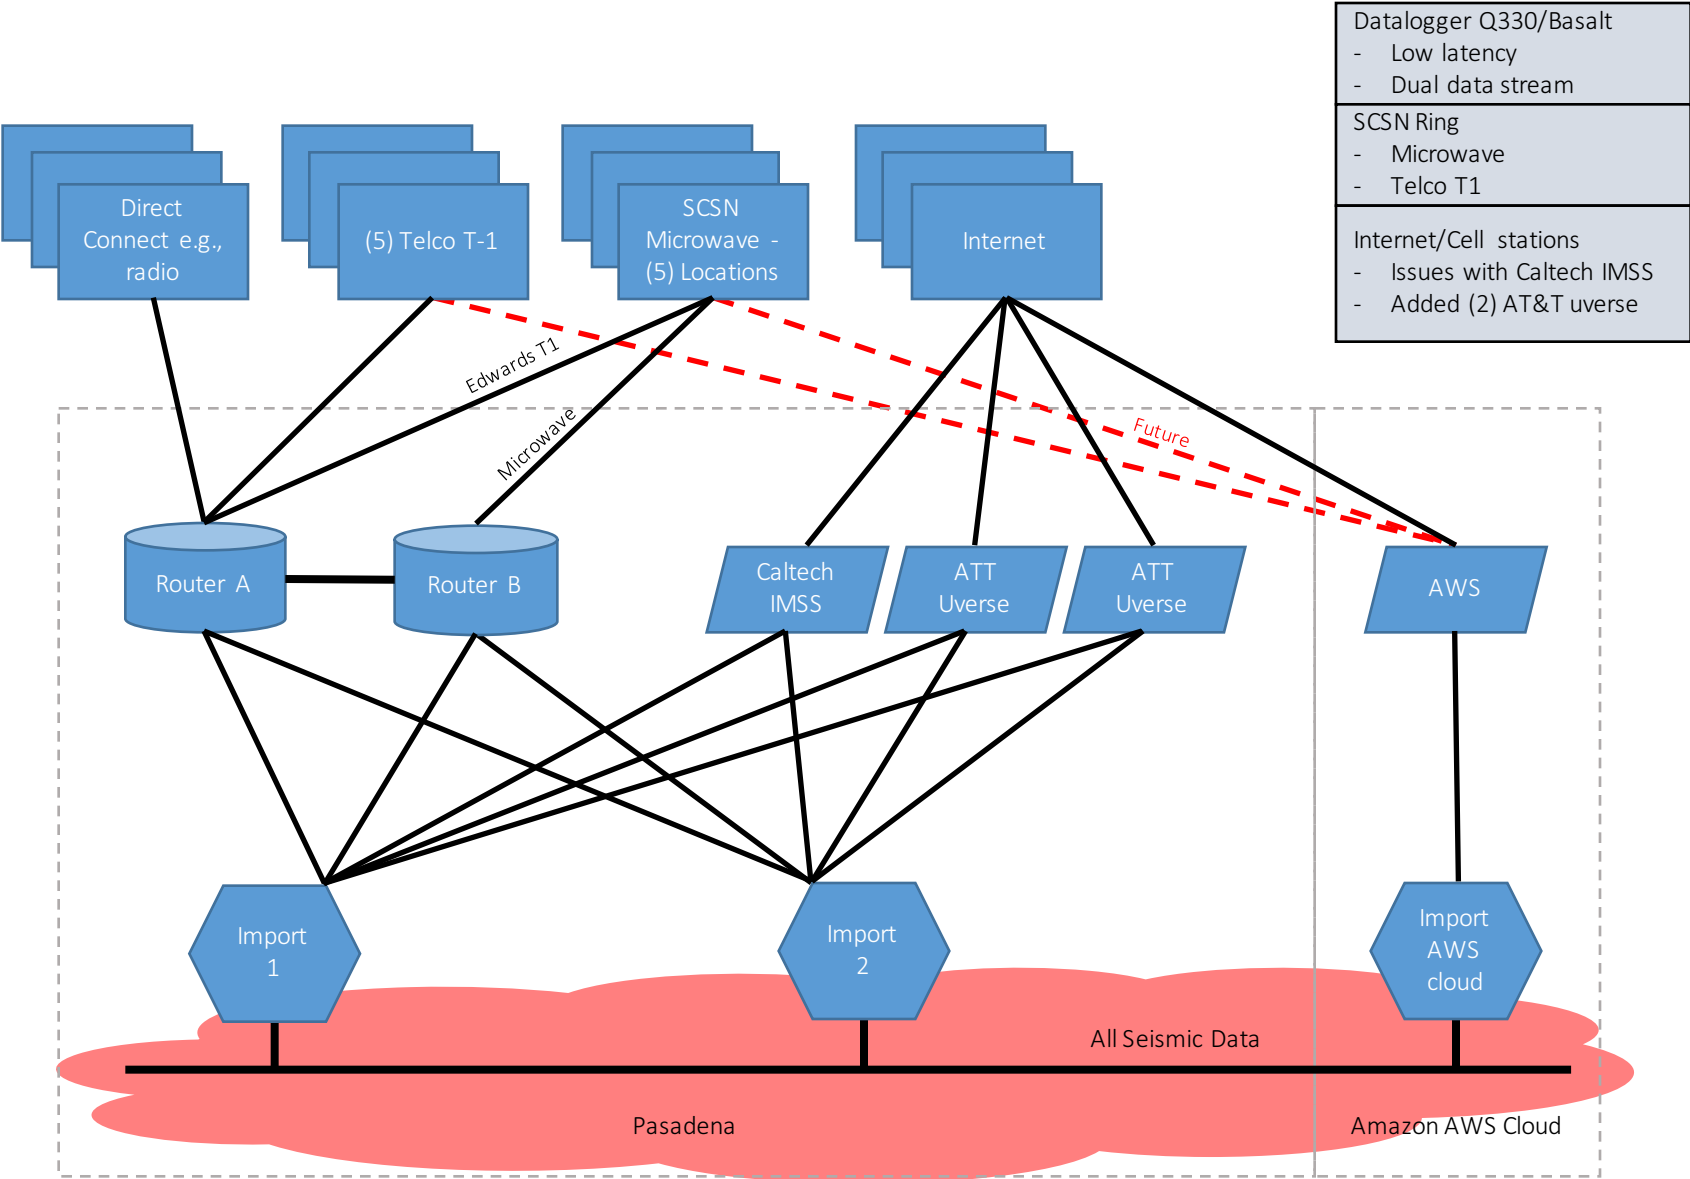 Datalogger Q330/Basalt
- Low latency
- Dual data stream
SCSN Ring
- Microwave
- Telco T1
Internet/Cell stations
- Issues with Caltech IMSS
- Added (2) AT&T uverse
Direct
Connect e.g.,
radio
(5) Telco T-1
SCSN
Microwave -
(5) Locations
Internet
Edwards T1
Microwave
Future
Router A
Router B
Caltech
IMSS
ATT
Uverse
ATT
Uverse
AWS
Import
1
Import
2
Import
AWS
cloud
All Seismic Data
Pasadena
Amazon AWS Cloud